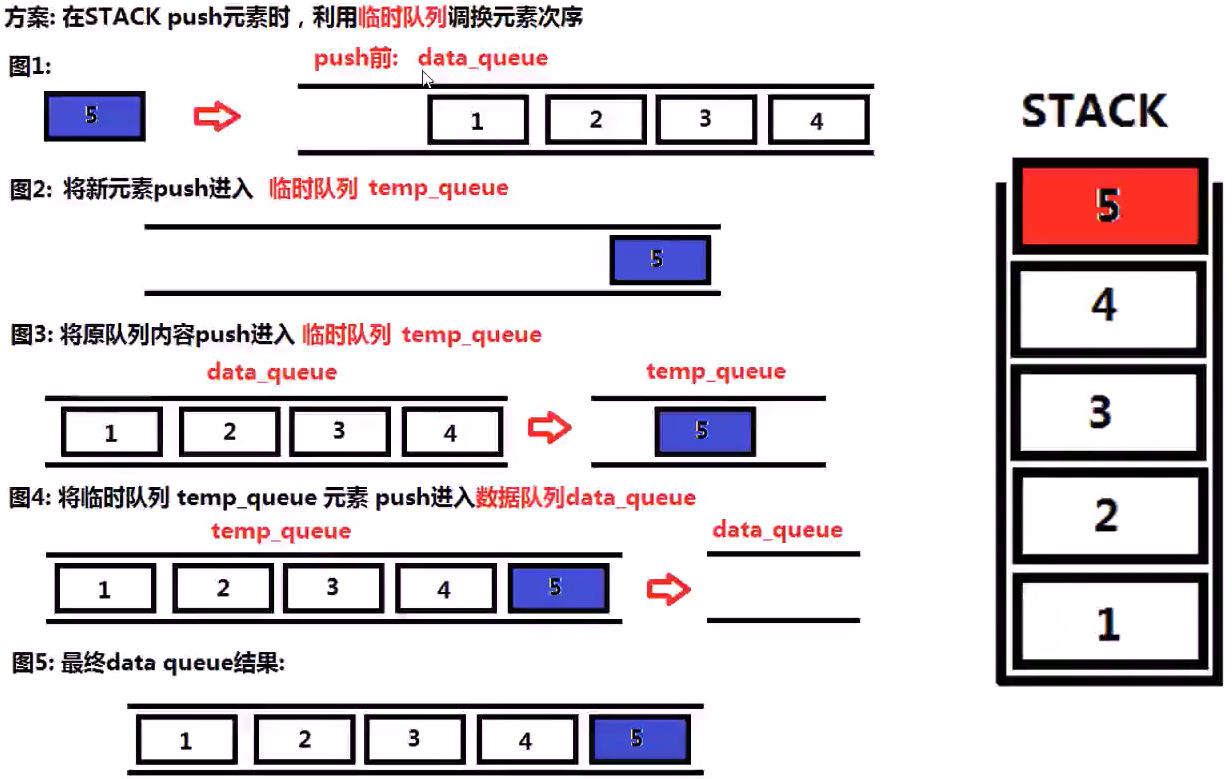 方案: 在STACK push元素时，利用临时队列调换元素次序
图1:
push前: data_queue
5
1 2 3 4
图2: 将新元素push进入 临时队列 temp_queue
5
图3: 将原队列内容push进入 临时队列 temp_queue
data_queue temp_queue
1 2 3 4 5
图4: 将临时队列 temp_queue 元素 push进入数据队列data_queue
temp_queue data_queue
1 2 3 4 5
图5: 最终data queue结果:
1 2 3 4 5
STACK
5
4
3
2
1